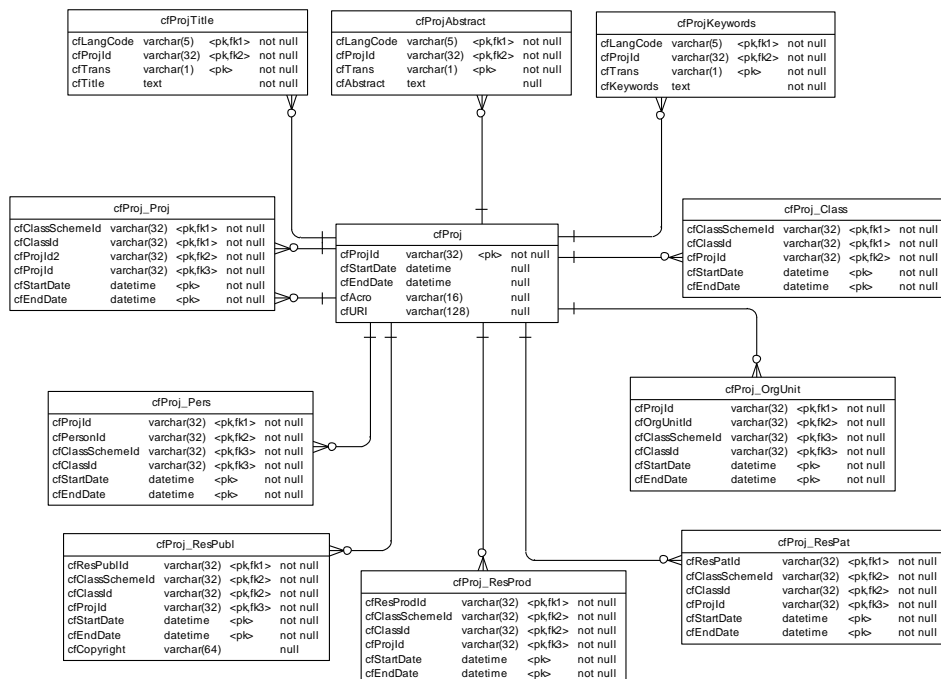 cfProjTitle
cfLangCode varchar(5) <pk,fk1> not null
cfProjId varchar(32) <pk,fk2> not null
cfTrans varchar(1) <pk> not null
cfTitle text not null
cfProjAbstract
cfLangCode varchar(5) <pk,fk1> not null
cfProjId varchar(32) <pk,fk2> not null
cfTrans varchar(1) <pk> not null
cfAbstract text null
cfProjKeywords
cfLangCode varchar(5) <pk,fk1> not null
cfProjId varchar(32) <pk,fk2> not null
cfTrans varchar(1) <pk> not null
cfKeywords text not null
cfProj_Proj
cfClassSchemeId varchar(32) <pk,fk1> not null
cfClassId varchar(32) <pk,fk1> not null
cfProjId2 varchar(32) <pk,fk2> not null
cfProjId varchar(32) <pk,fk3> not null
cfStartDate datetime <pk> not null
cfEndDate datetime <pk> not null
cfProj
cfProjId varchar(32) <pk> not null
cfStartDate datetime null
cfEndDate datetime null
cfAcro varchar(16) null
cfURI varchar(128) null
cfProj_Class
cfClassSchemeId varchar(32) <pk,fk1> not null
cfClassId varchar(32) <pk,fk1> not null
cfProjId varchar(32) <pk,fk2> not null
cfStartDate datetime <pk> not null
cfEndDate datetime <pk> not null
cfProj_Pers
cfProjId varchar(32) <pk,fk1> not null
cfPersonId varchar(32) <pk,fk2> not null
cfClassSchemeId varchar(32) <pk,fk3> not null
cfClassId varchar(32) <pk,fk3> not null
cfStartDate datetime <pk> not null
cfEndDate datetime <pk> not null
cfProj_OrgUnit
cfProjId varchar(32) <pk,fk1> not null
cfOrgUnitId varchar(32) <pk,fk2> not null
cfClassSchemeId varchar(32) <pk,fk3> not null
cfClassId varchar(32) <pk,fk3> not null
cfStartDate datetime <pk> not null
cfEndDate datetime <pk> not null
cfProj_ResPubl
cfResPublId varchar(32) <pk,fk1> not null
cfClassSchemeId varchar(32) <pk,fk2> not null
cfClassId varchar(32) <pk,fk2> not null
cfProjId varchar(32) <pk,fk3> not null
cfStartDate datetime <pk> not null
cfEndDate datetime <pk> not null
cfCopyright varchar(64) null
cfProj_ResProd
cfResProdId varchar(32) <pk,fk1> not null
cfClassSchemeId varchar(32) <pk,fk2> not null
cfClassId varchar(32) <pk,fk2> not null
cfProjId varchar(32) <pk,fk3> not null
cfStartDate datetime <pk> not null
cfEndDate datetime <pk> not null
cfProj_ResPat
cfResPatId varchar(32) <pk,fk1> not null
cfClassSchemeId varchar(32) <pk,fk2> not null
cfClassId varchar(32) <pk,fk2> not null
cfProjId varchar(32) <pk,fk3> not null
cfStartDate datetime <pk> not null
cfEndDate datetime <pk> not null